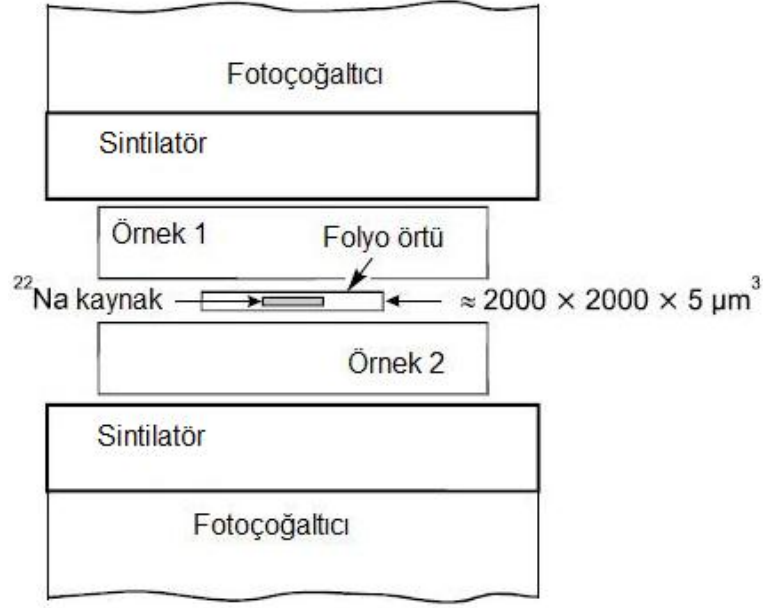 Fotoçoğaltıcı
Sintilatör
Örnek 1
Folyo örtü
²²Na kaynak
≈ 2000 × 2000 × 5 μm³
Örnek 2
Sintilatör
Fotoçoğaltıcı